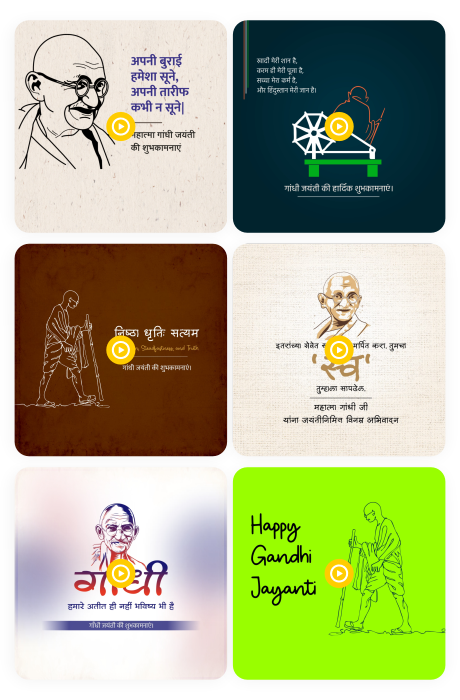 अपनी बुराई
हमेशा सूने,
अपनी तारीफ
कभी न सूने|
महात्मा गांधी जयंती
की शुभकामनाएं
खादी मेरी शान है,
करम ही मेरी पूजा है,
सच्चा मेरा कर्म है,
और हिंदुस्तान मेरी जान है।
गांधी जयंती की हार्दिक शुभकामनाएं।
निष्ठा धृतिः सत्यम
Steadfastness, and Truth
गांधी जयंती की शुभकामनाएं।
इतरांच्या सेवेत समर्पित करा, तुमचा
'स्व'
तुम्हाला सापडेल.
महात्मा गांधी जी
यांना जयंतीनिमित्त विनम्र अभिवादन
गांधी
हमारे अतीत ही नहीं भविष्य भी है
गाँधी जयंती की शुभकामनाएं।
Happy
Gandhi
Jayanti